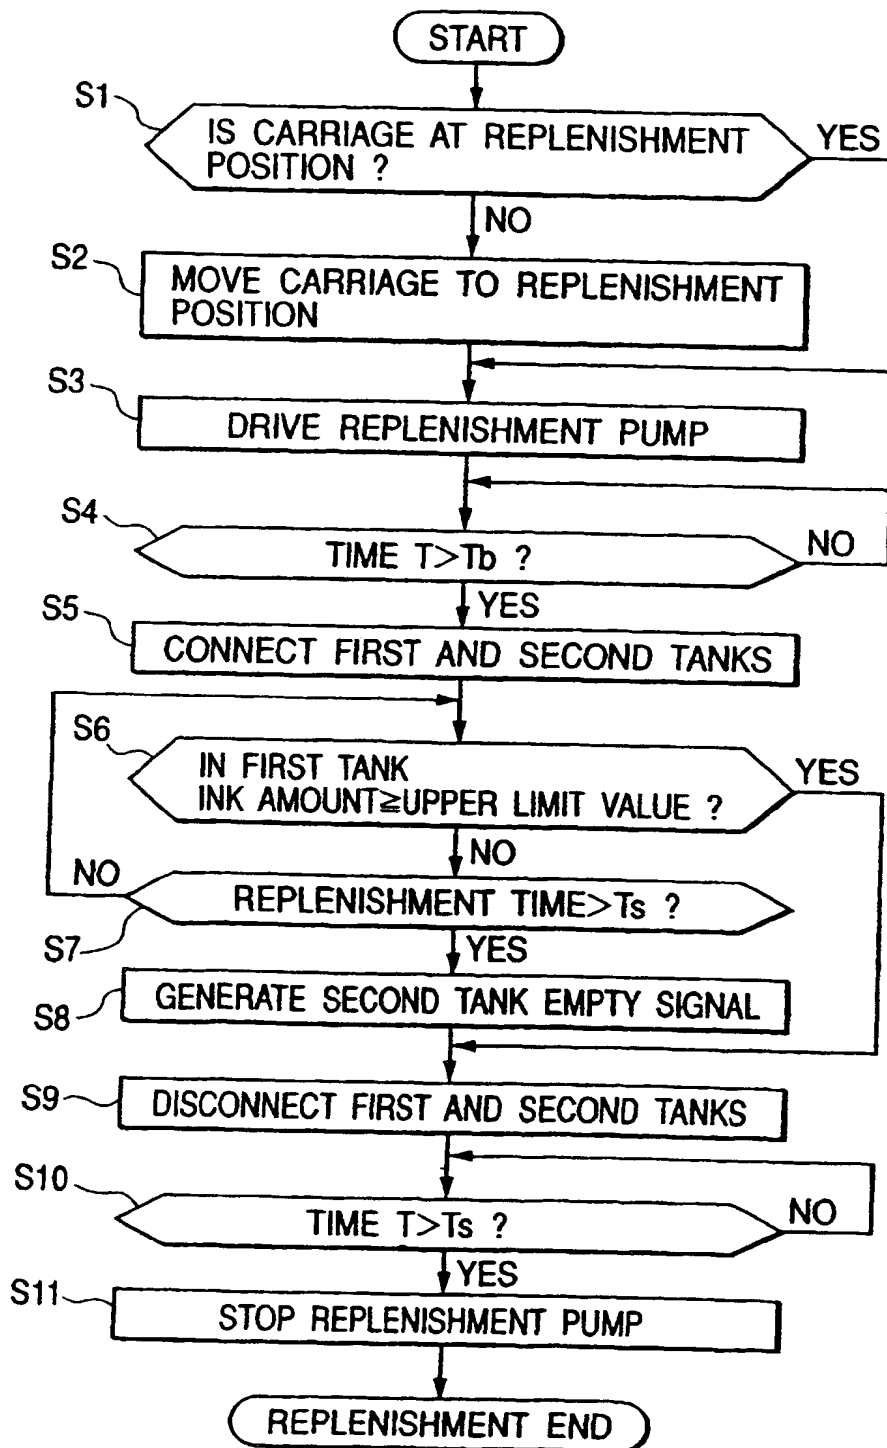 START
S1
IS CARRIAGE AT REPLENISHMENT
POSITION ?
YES
NO
S2
MOVE CARRIAGE TO REPLENISHMENT
POSITION
S3
DRIVE REPLENISHMENT PUMP
S4
TIME T>Tb ?
NO
YES
S5
CONNECT FIRST AND SECOND TANKS
S6
IN FIRST TANK
INK AMOUNT≧UPPER LIMIT VALUE ?
YES
NO
NO
REPLENISHMENT TIME>Ts ?
S7
YES
GENERATE SECOND TANK EMPTY SIGNAL
S8
S9
DISCONNECT FIRST AND SECOND TANKS
S10
TIME T>Ts ?
NO
YES
S11
STOP REPLENISHMENT PUMP
REPLENISHMENT END